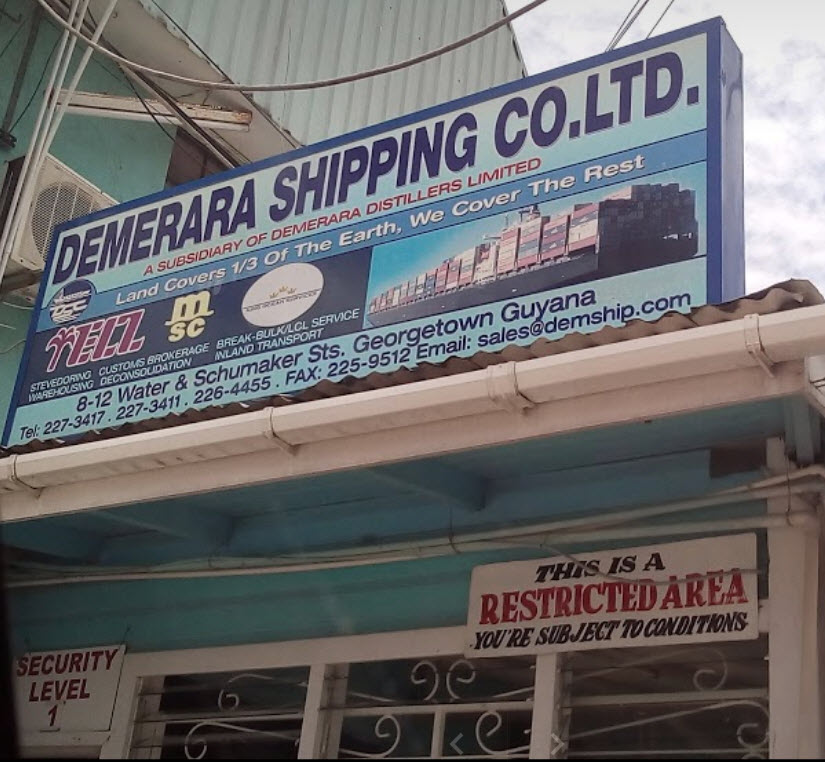 DEMERARA SHIPPING CO.LTD.
A SUBSIDIARY OF DEMERARA DISTILLERS LIMITED
Land Covers 1/3 Of The Earth, We Cover The Rest
m
sc
STEVEDORING CUSTOMS BROKERAGE BREAK-BULK/LCL SERVICE
WAREHOUSING DECONSOLIDATION INLAND TRANSPORT
8-12 Water & Schumaker Sts. Georgetown Guyana
Tel: 227-3417 . 227-3411 . 226-4455 . FAX: 225-9512 Email: sales@demship.com
THIS IS A
RESTRICTED AREA
YOU'RE SUBJECT TO CONDITIONS
SECURITY
LEVEL
1